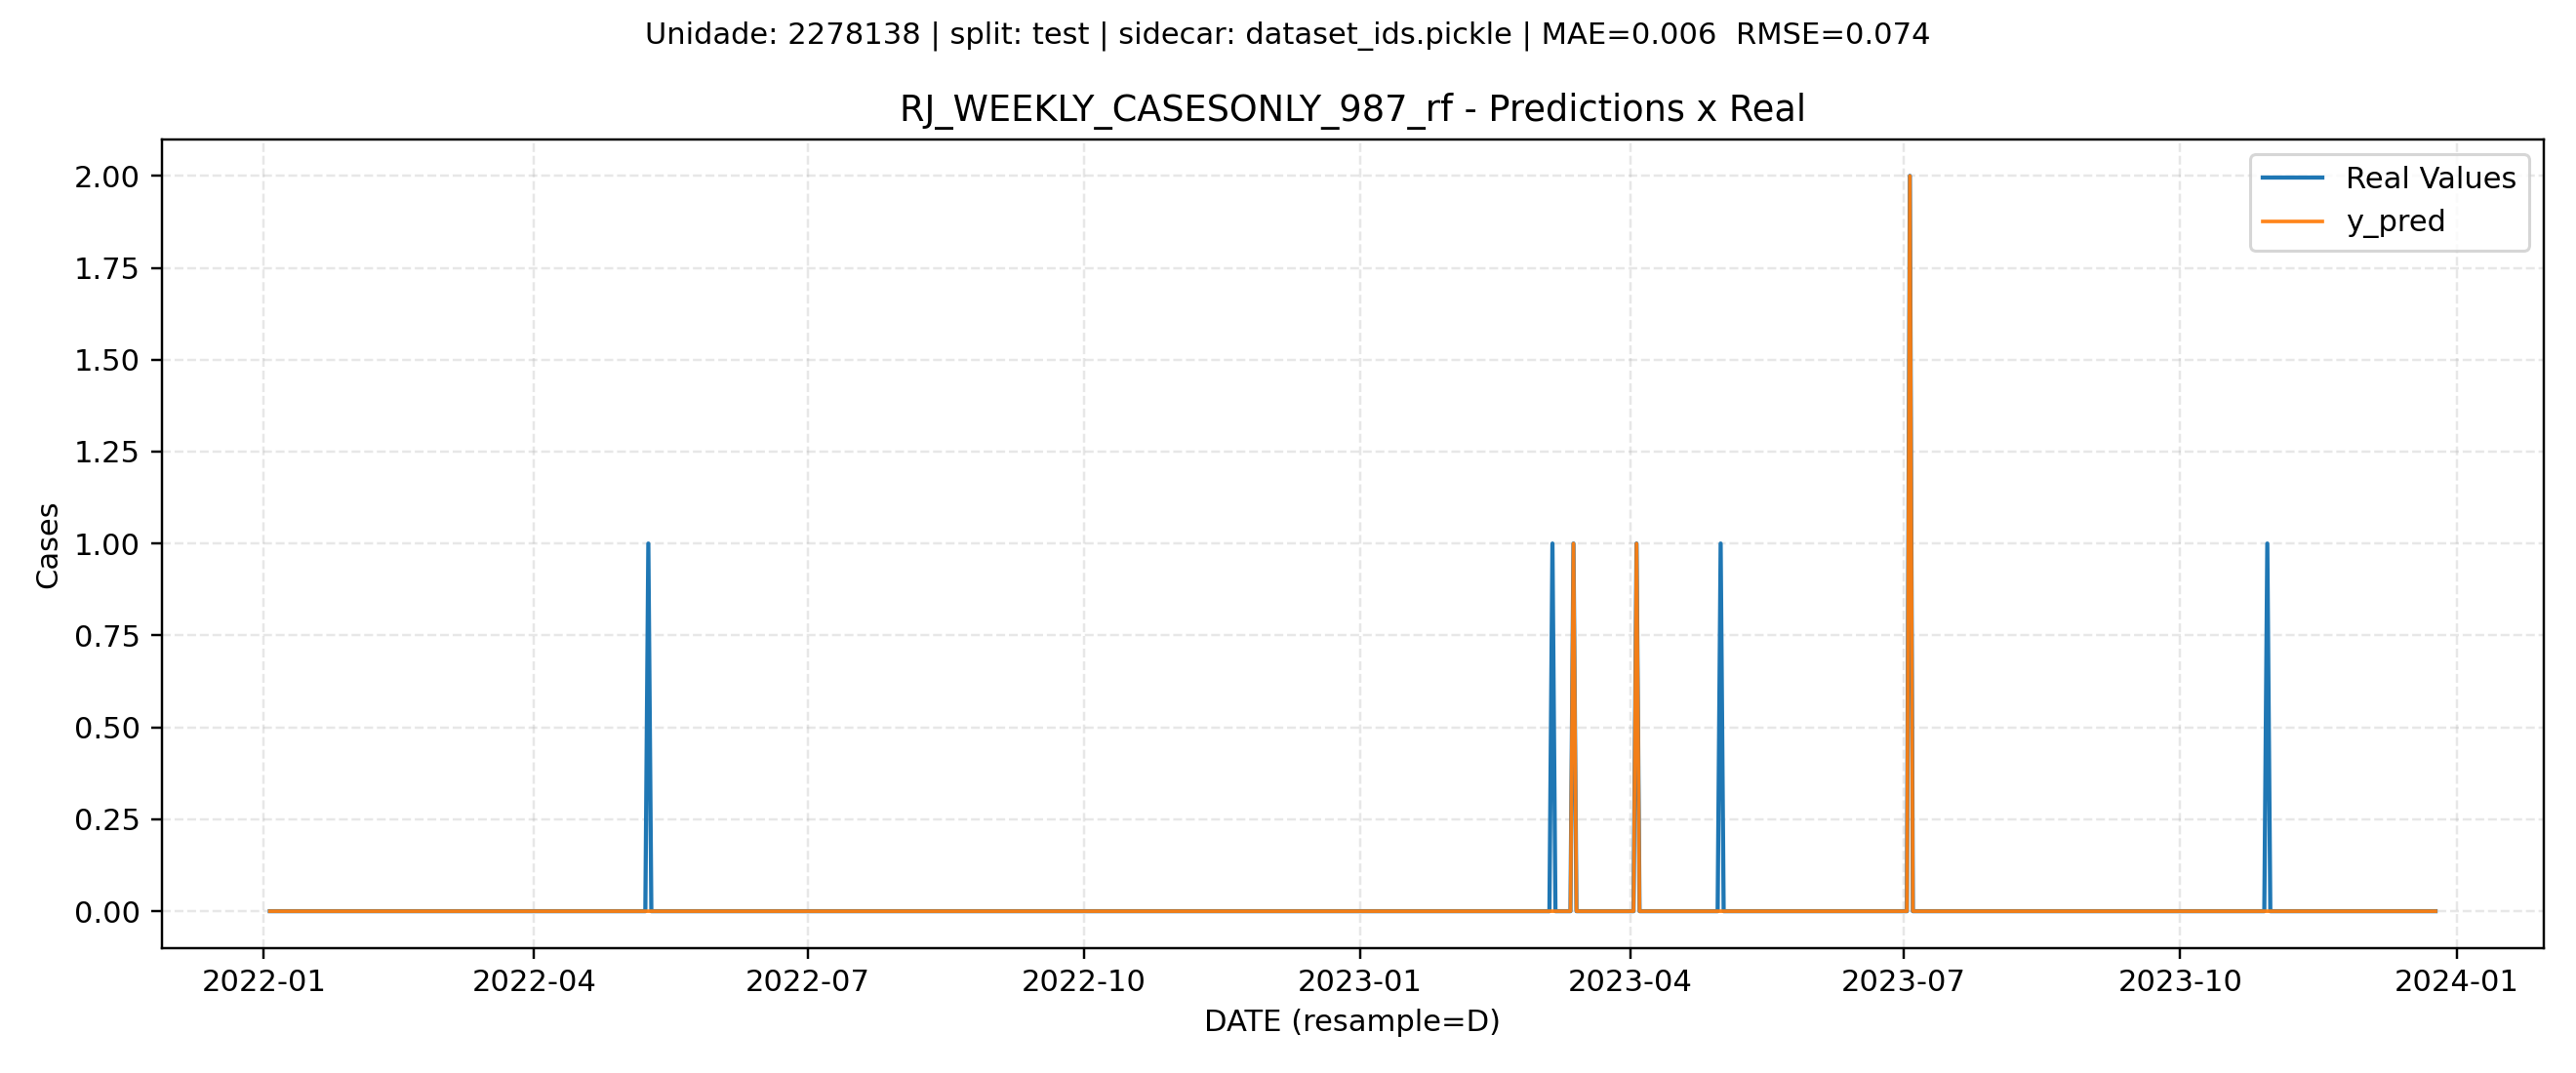 Unidade: 2278138 | split: test | sidecar: dataset_ids.pickle | MAE=0.006  RMSE=0.074
RJ_WEEKLY_CASESONLY_987_rf - Predictions x Real
Real Values
y_pred
Cases
2.00
1.75
1.50
1.25
1.00
0.75
0.50
0.25
0.00
2022-01 2022-04 2022-07 2022-10 2023-01 2023-04 2023-07 2023-10 2024-01
DATE (resample=D)